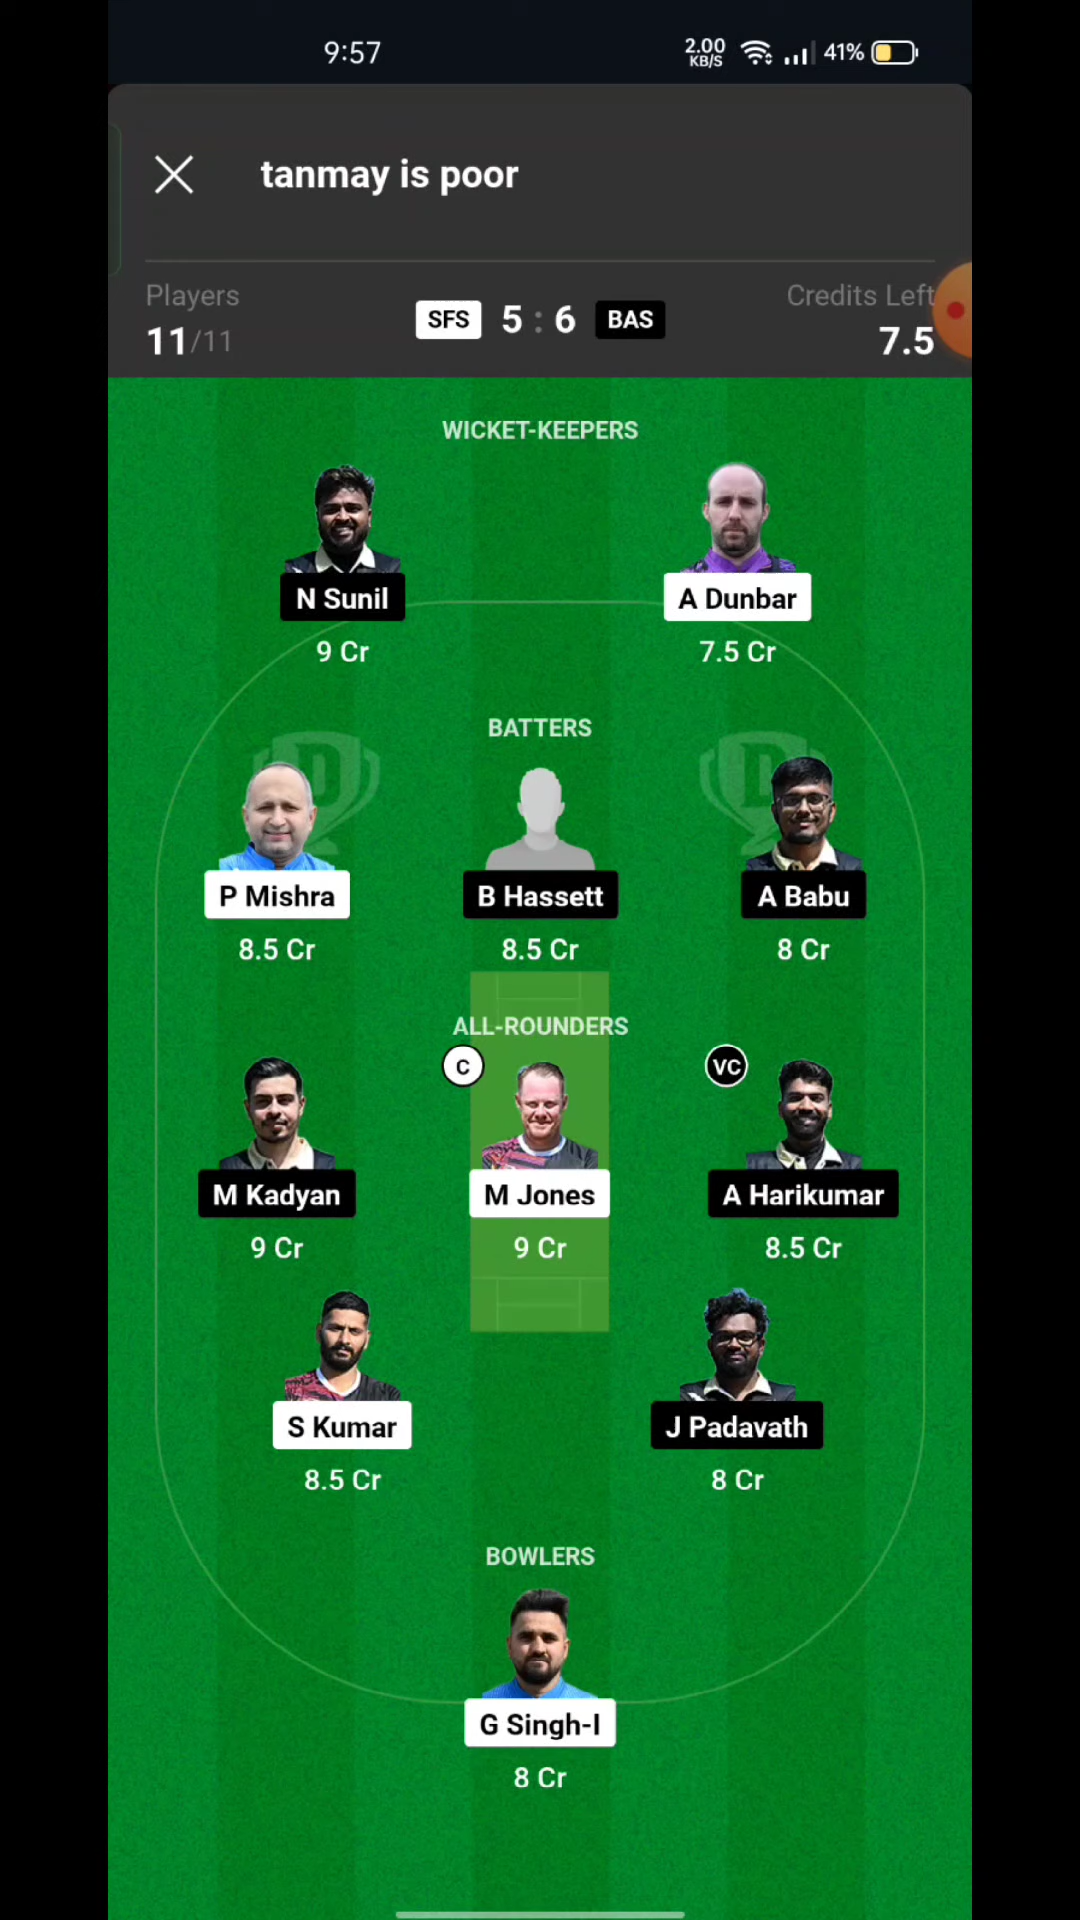 9:57
2.00 KB/S
41%
tanmay is poor
Players
11/11
SFS 5 : 6 BAS
Credits Left
7.5
WICKET-KEEPERS
N Sunil
9 Cr
A Dunbar
7.5 Cr
BATTERS
P Mishra
8.5 Cr
B Hassett
8.5 Cr
A Babu
8 Cr
ALL-ROUNDERS
M Kadyan
9 Cr
C
M Jones
9 Cr
VC
A Harikumar
8.5 Cr
S Kumar
8.5 Cr
J Padavath
8 Cr
BOWLERS
G Singh-I
8 Cr